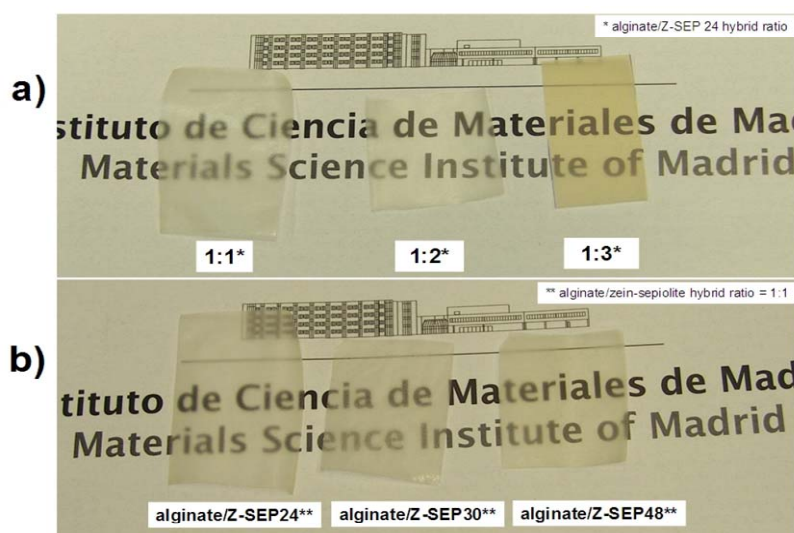 * alginate/Z-SEP 24 hybrid ratio
a)
stituto de Ciencia de Materiales de Mad
Materials Science Institute of Madrid
1:1*
1:2*
1:3*
** alginate/zein-sepiolite hybrid ratio = 1:1
b)
tituto de Ciencia de Materiales de Mad
Materials Science Institute of Madrid
alginate/Z-SEP24**
alginate/Z-SEP30**
alginate/Z-SEP48**